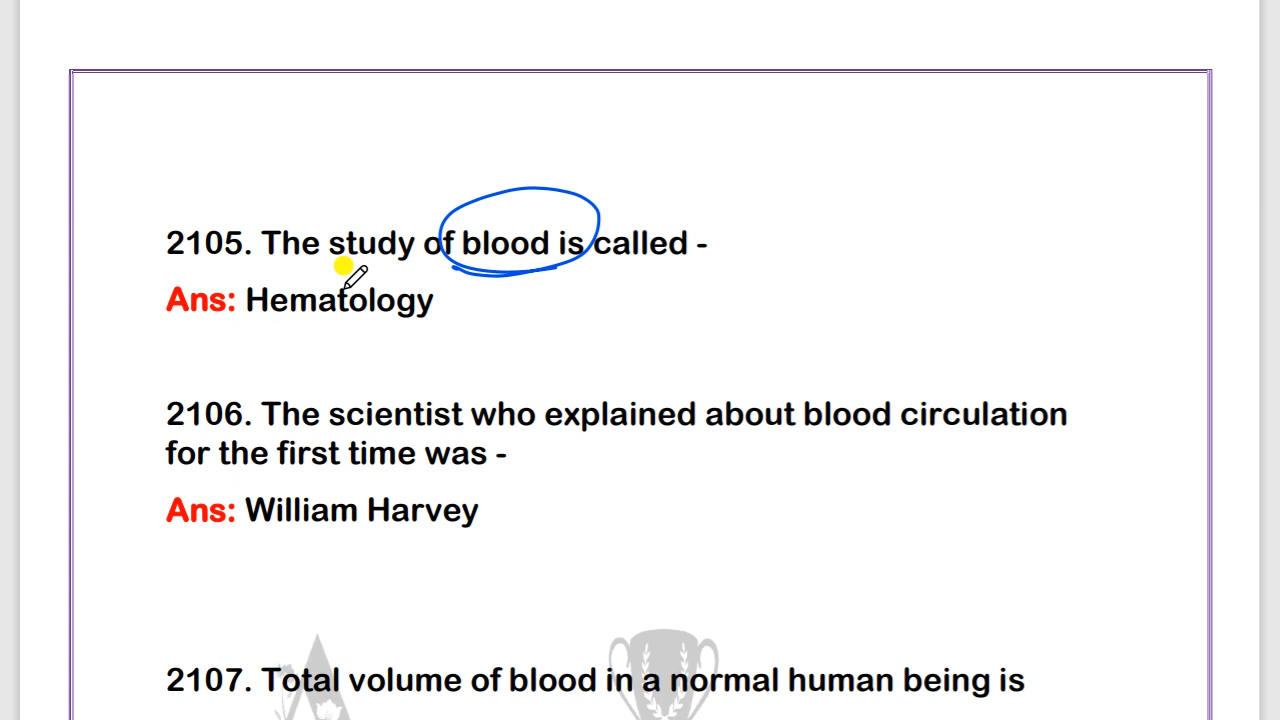 2105. The study of blood is called -
Ans: Hematology
2106. The scientist who explained about blood circulation
for the first time was -
Ans: William Harvey
2107. Total volume of blood in a normal human being is